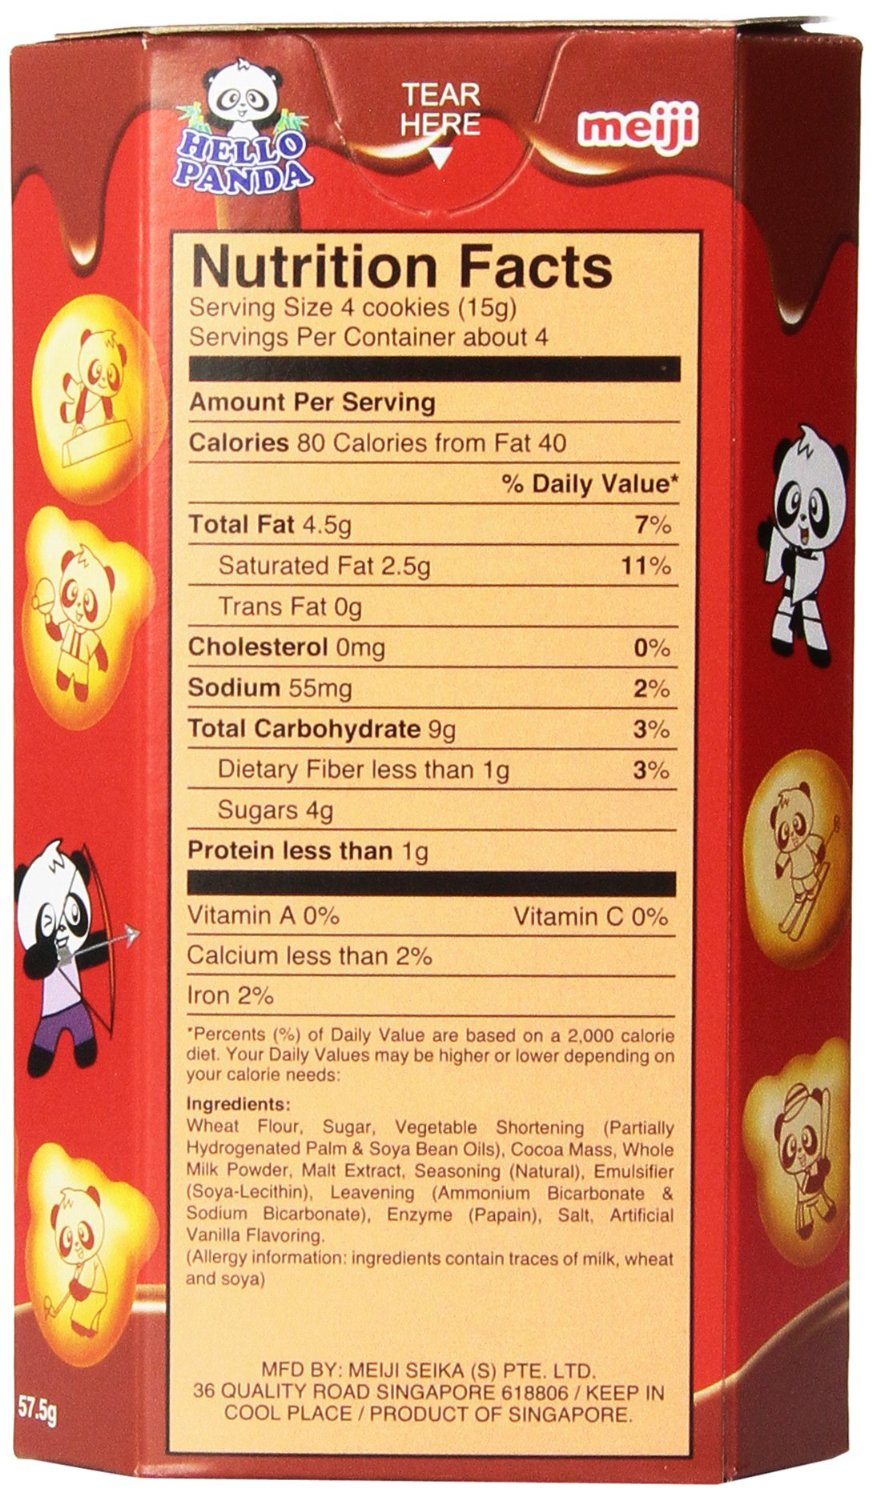 HELLO
PANDA
TEAR
HERE
meiji
Nutrition Facts
Serving Size 4 cookies (15g)
Servings Per Container about 4
Amount Per Serving
Calories 80 Calories from Fat 40
% Daily Value*
Total Fat 4.5g 7%
Saturated Fat 2.5g 11%
Trans Fat 0g
Cholesterol 0mg 0%
Sodium 55mg 2%
Total Carbohydrate 9g 3%
Dietary Fiber less than 1g 3%
Sugars 4g
Protein less than 1g
Vitamin A 0% Vitamin C 0%
Calcium less than 2%
Iron 2%
*Percents (%) of Daily Value are based on a 2,000 calorie
diet. Your Daily Values may be higher or lower depending on
your calorie needs:
Ingredients:
Wheat Flour, Sugar, Vegetable Shortening (Partially
Hydrogenated Palm & Soya Bean Oils), Cocoa Mass, Whole
Milk Powder, Malt Extract, Seasoning (Natural), Emulsifier
(Soya-Lecithin), Leavening (Ammonium Bicarbonate &
Sodium Bicarbonate), Enzyme (Papain), Salt, Artificial
Vanilla Flavoring.
(Allergy information: ingredients contain traces of milk, wheat
and soya)
MFD BY: MEIJI SEIKA (S) PTE. LTD.
36 QUALITY ROAD SINGAPORE 618806 / KEEP IN
COOL PLACE / PRODUCT OF SINGAPORE.
57.5g